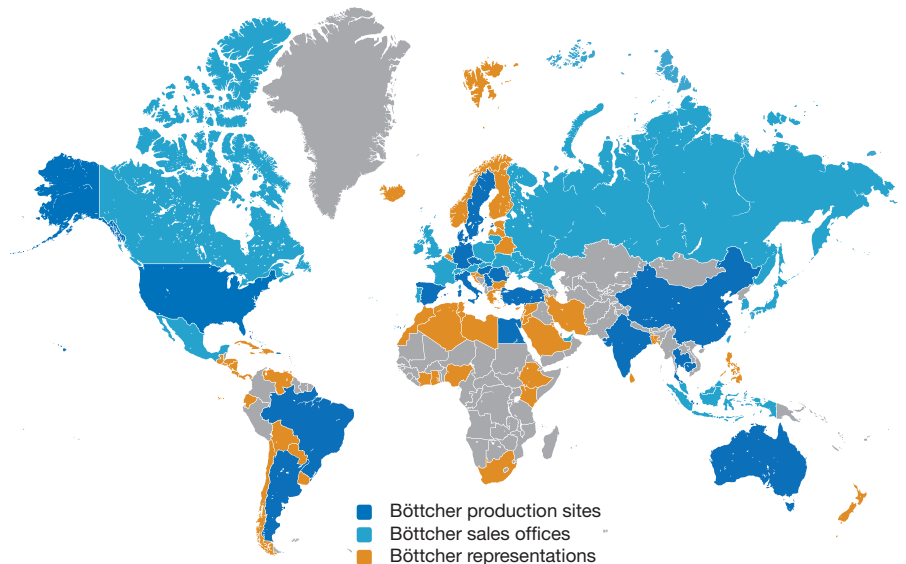 Böttcher production sites
Böttcher sales offices
Böttcher representations